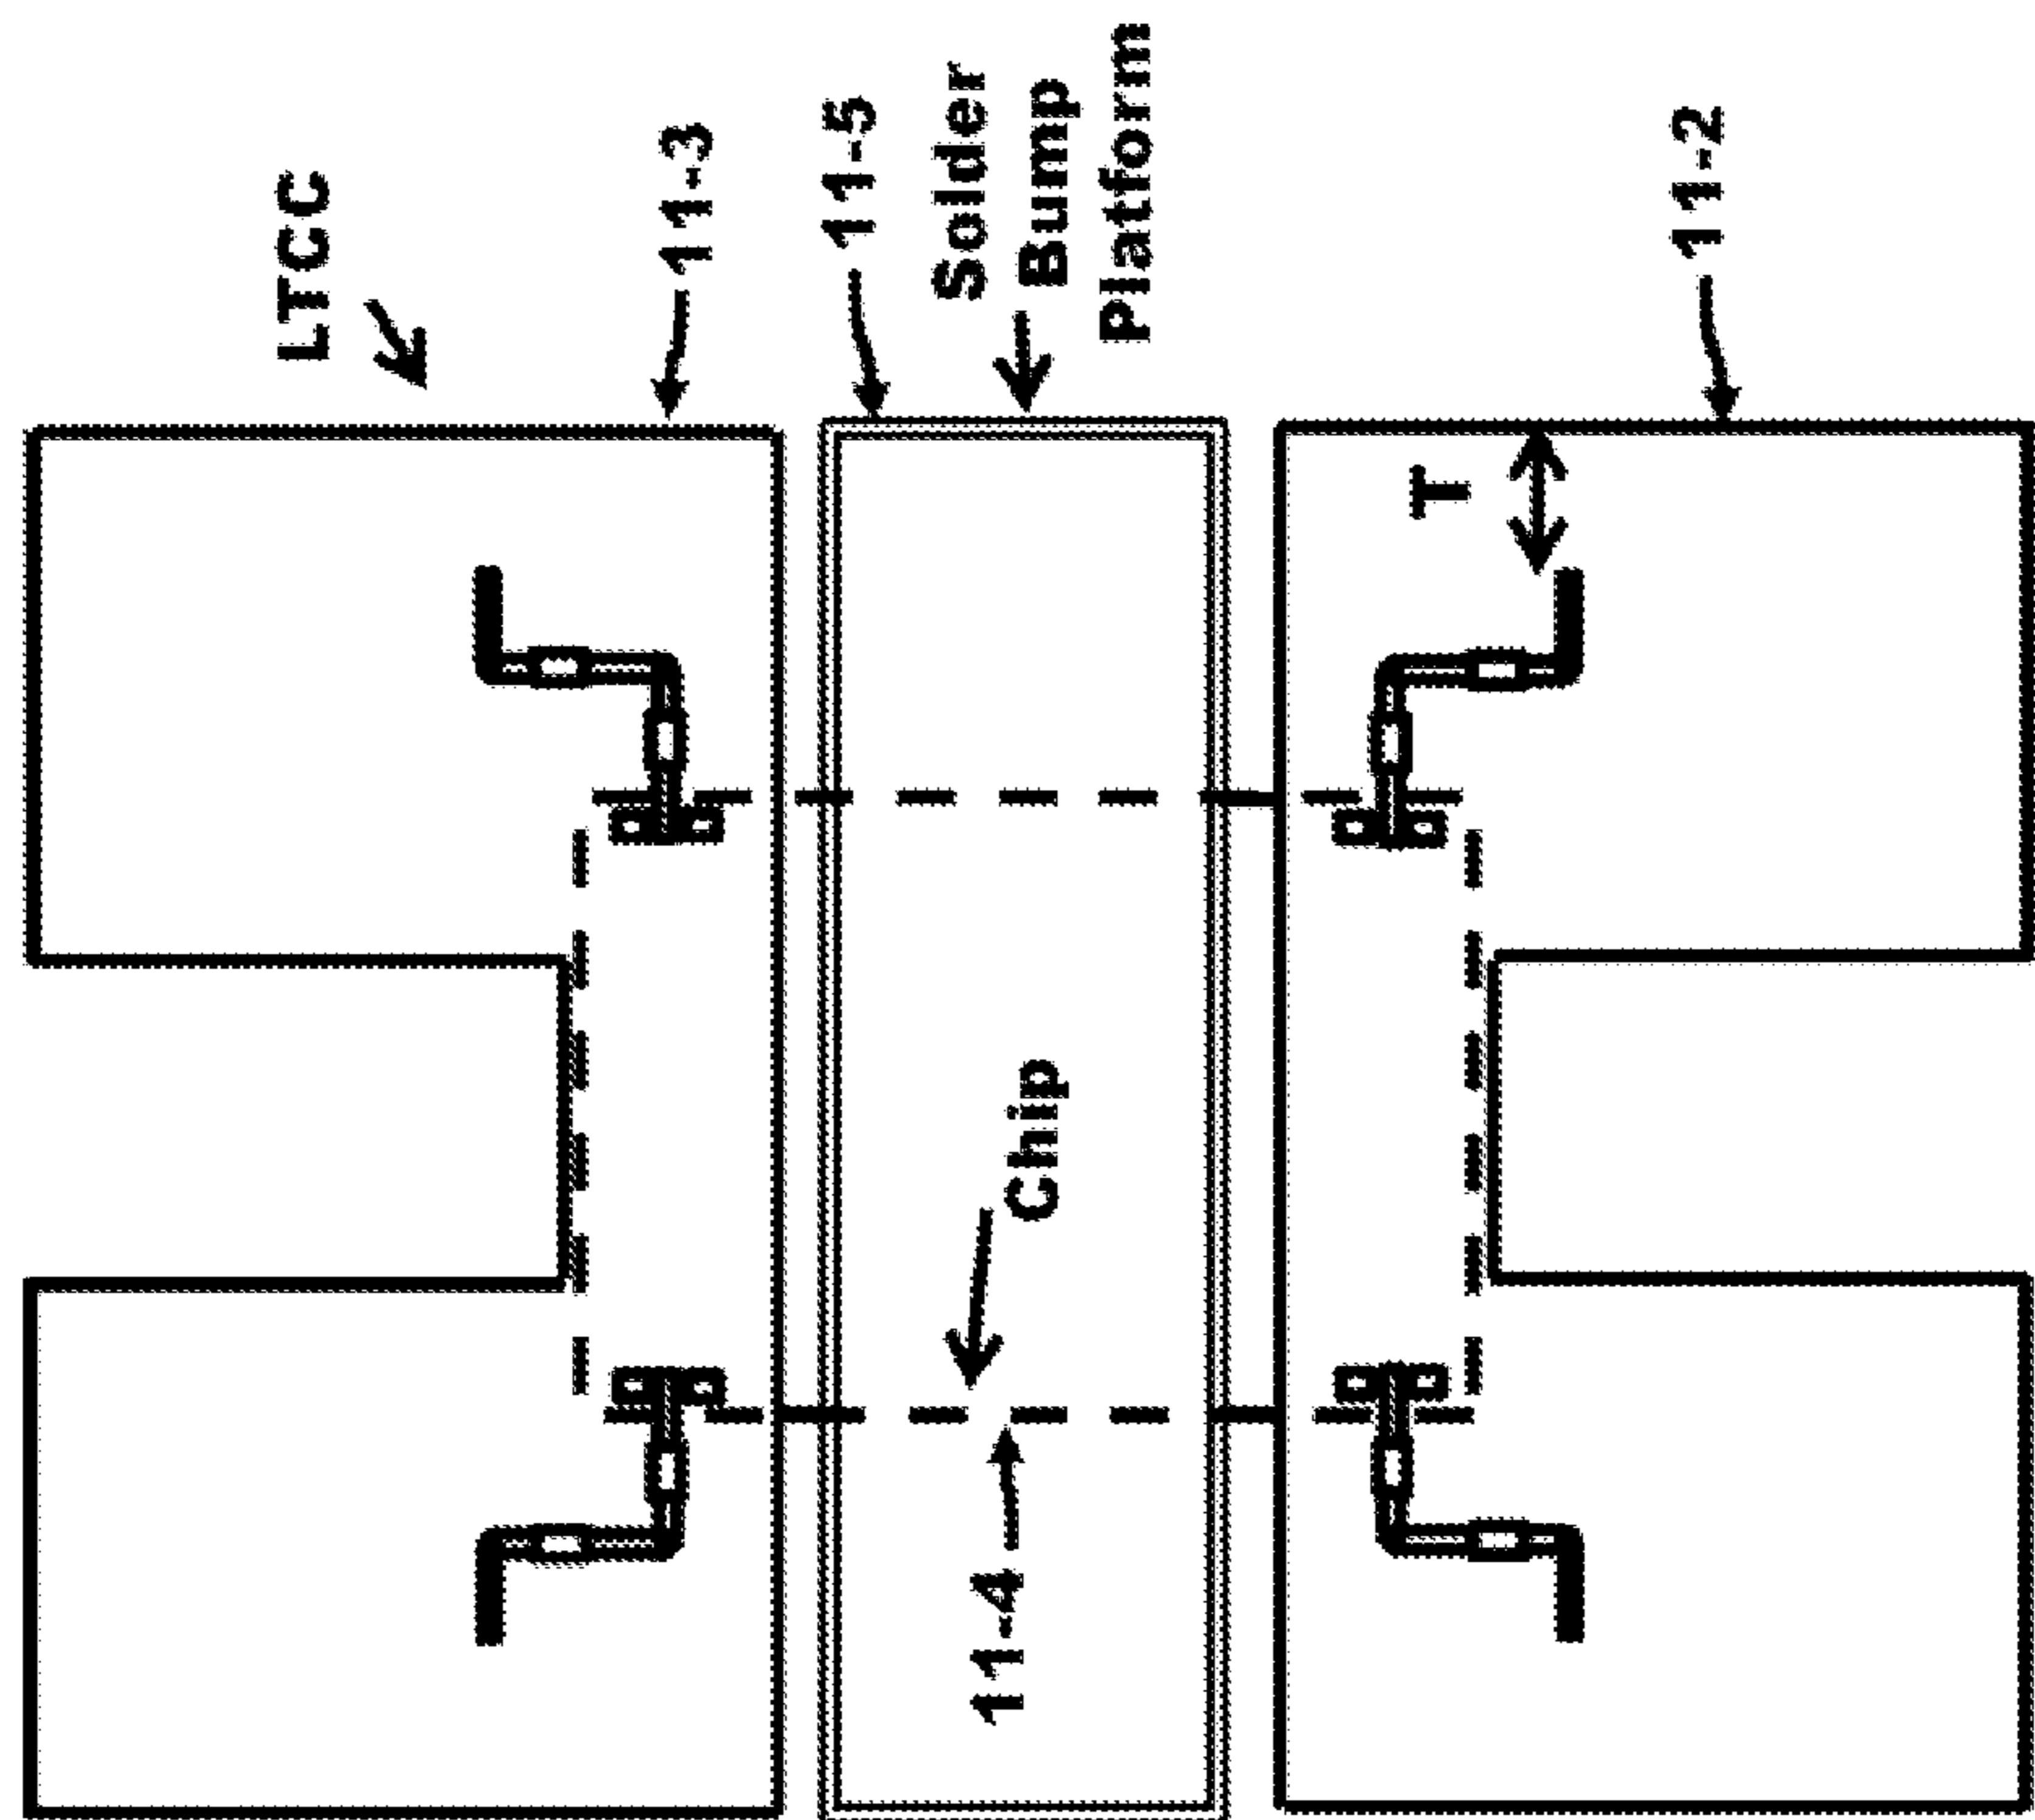 LTCC
11-3
11-5
Solder
Bump
Platform
11-2
T
Chip
11-4